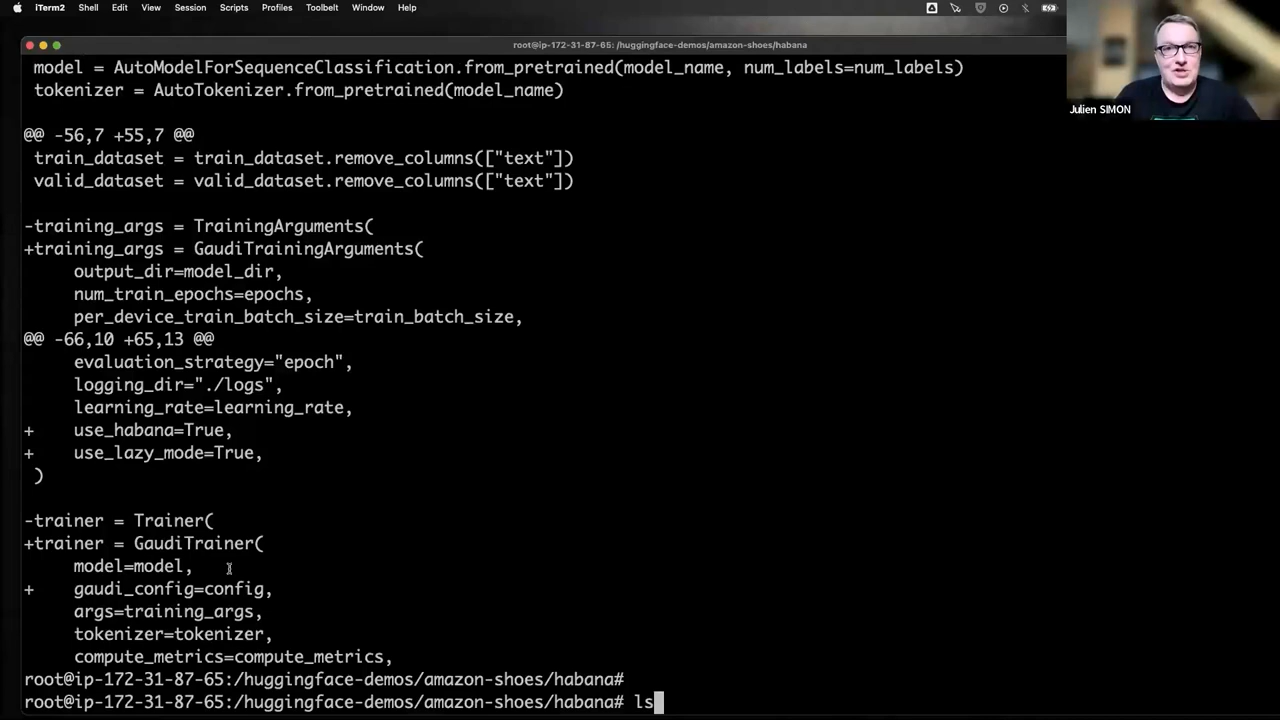 iTerm2 Shell Edit View Session Scripts Profiles Toolbelt Window Help
root@ip-172-31-87-65: /huggingface-demos/amazon-shoes/habana
Julien SIMON
 model = AutoModelForSequenceClassification.from_pretrained(model_name, num_labels=num_labels)
 tokenizer = AutoTokenizer.from_pretrained(model_name)
@@ -56,7 +55,7 @@
 train_dataset = train_dataset.remove_columns(["text"])
 valid_dataset = valid_dataset.remove_columns(["text"])
-training_args = TrainingArguments(
+training_args = GaudiTrainingArguments(
     output_dir=model_dir,
     num_train_epochs=epochs,
     per_device_train_batch_size=train_batch_size,
@@ -66,10 +65,13 @@
     evaluation_strategy="epoch",
     logging_dir="./logs",
     learning_rate=learning_rate,
+    use_habana=True,
+    use_lazy_mode=True,
 )
-trainer = Trainer(
+trainer = GaudiTrainer(
     model=model,
+    gaudi_config=config,
     args=training_args,
     tokenizer=tokenizer,
     compute_metrics=compute_metrics,
root@ip-172-31-87-65:/huggingface-demos/amazon-shoes/habana#
root@ip-172-31-87-65:/huggingface-demos/amazon-shoes/habana# ls